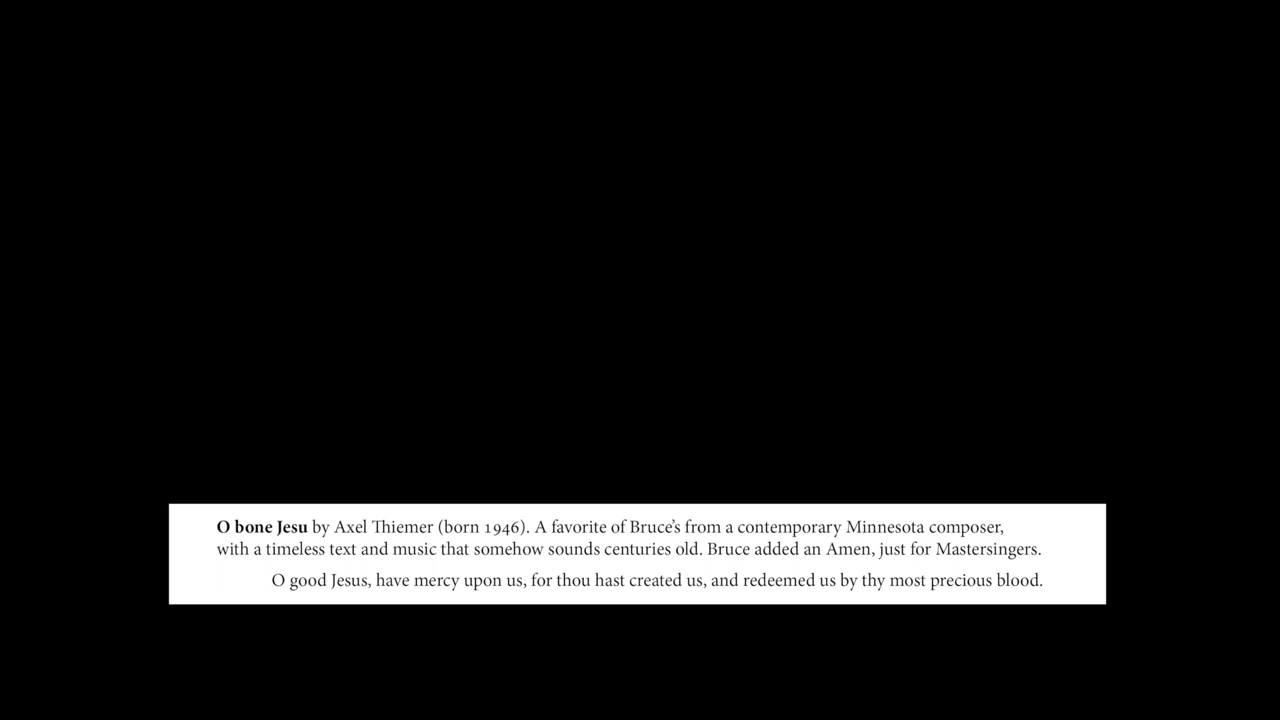 O bone Jesu by Axel Thiemer (born 1946). A favorite of Bruce’s from a contemporary Minnesota composer,
with a timeless text and music that somehow sounds centuries old. Bruce added an Amen, just for Mastersingers.
O good Jesus, have mercy upon us, for thou hast created us, and redeemed us by thy most precious blood.